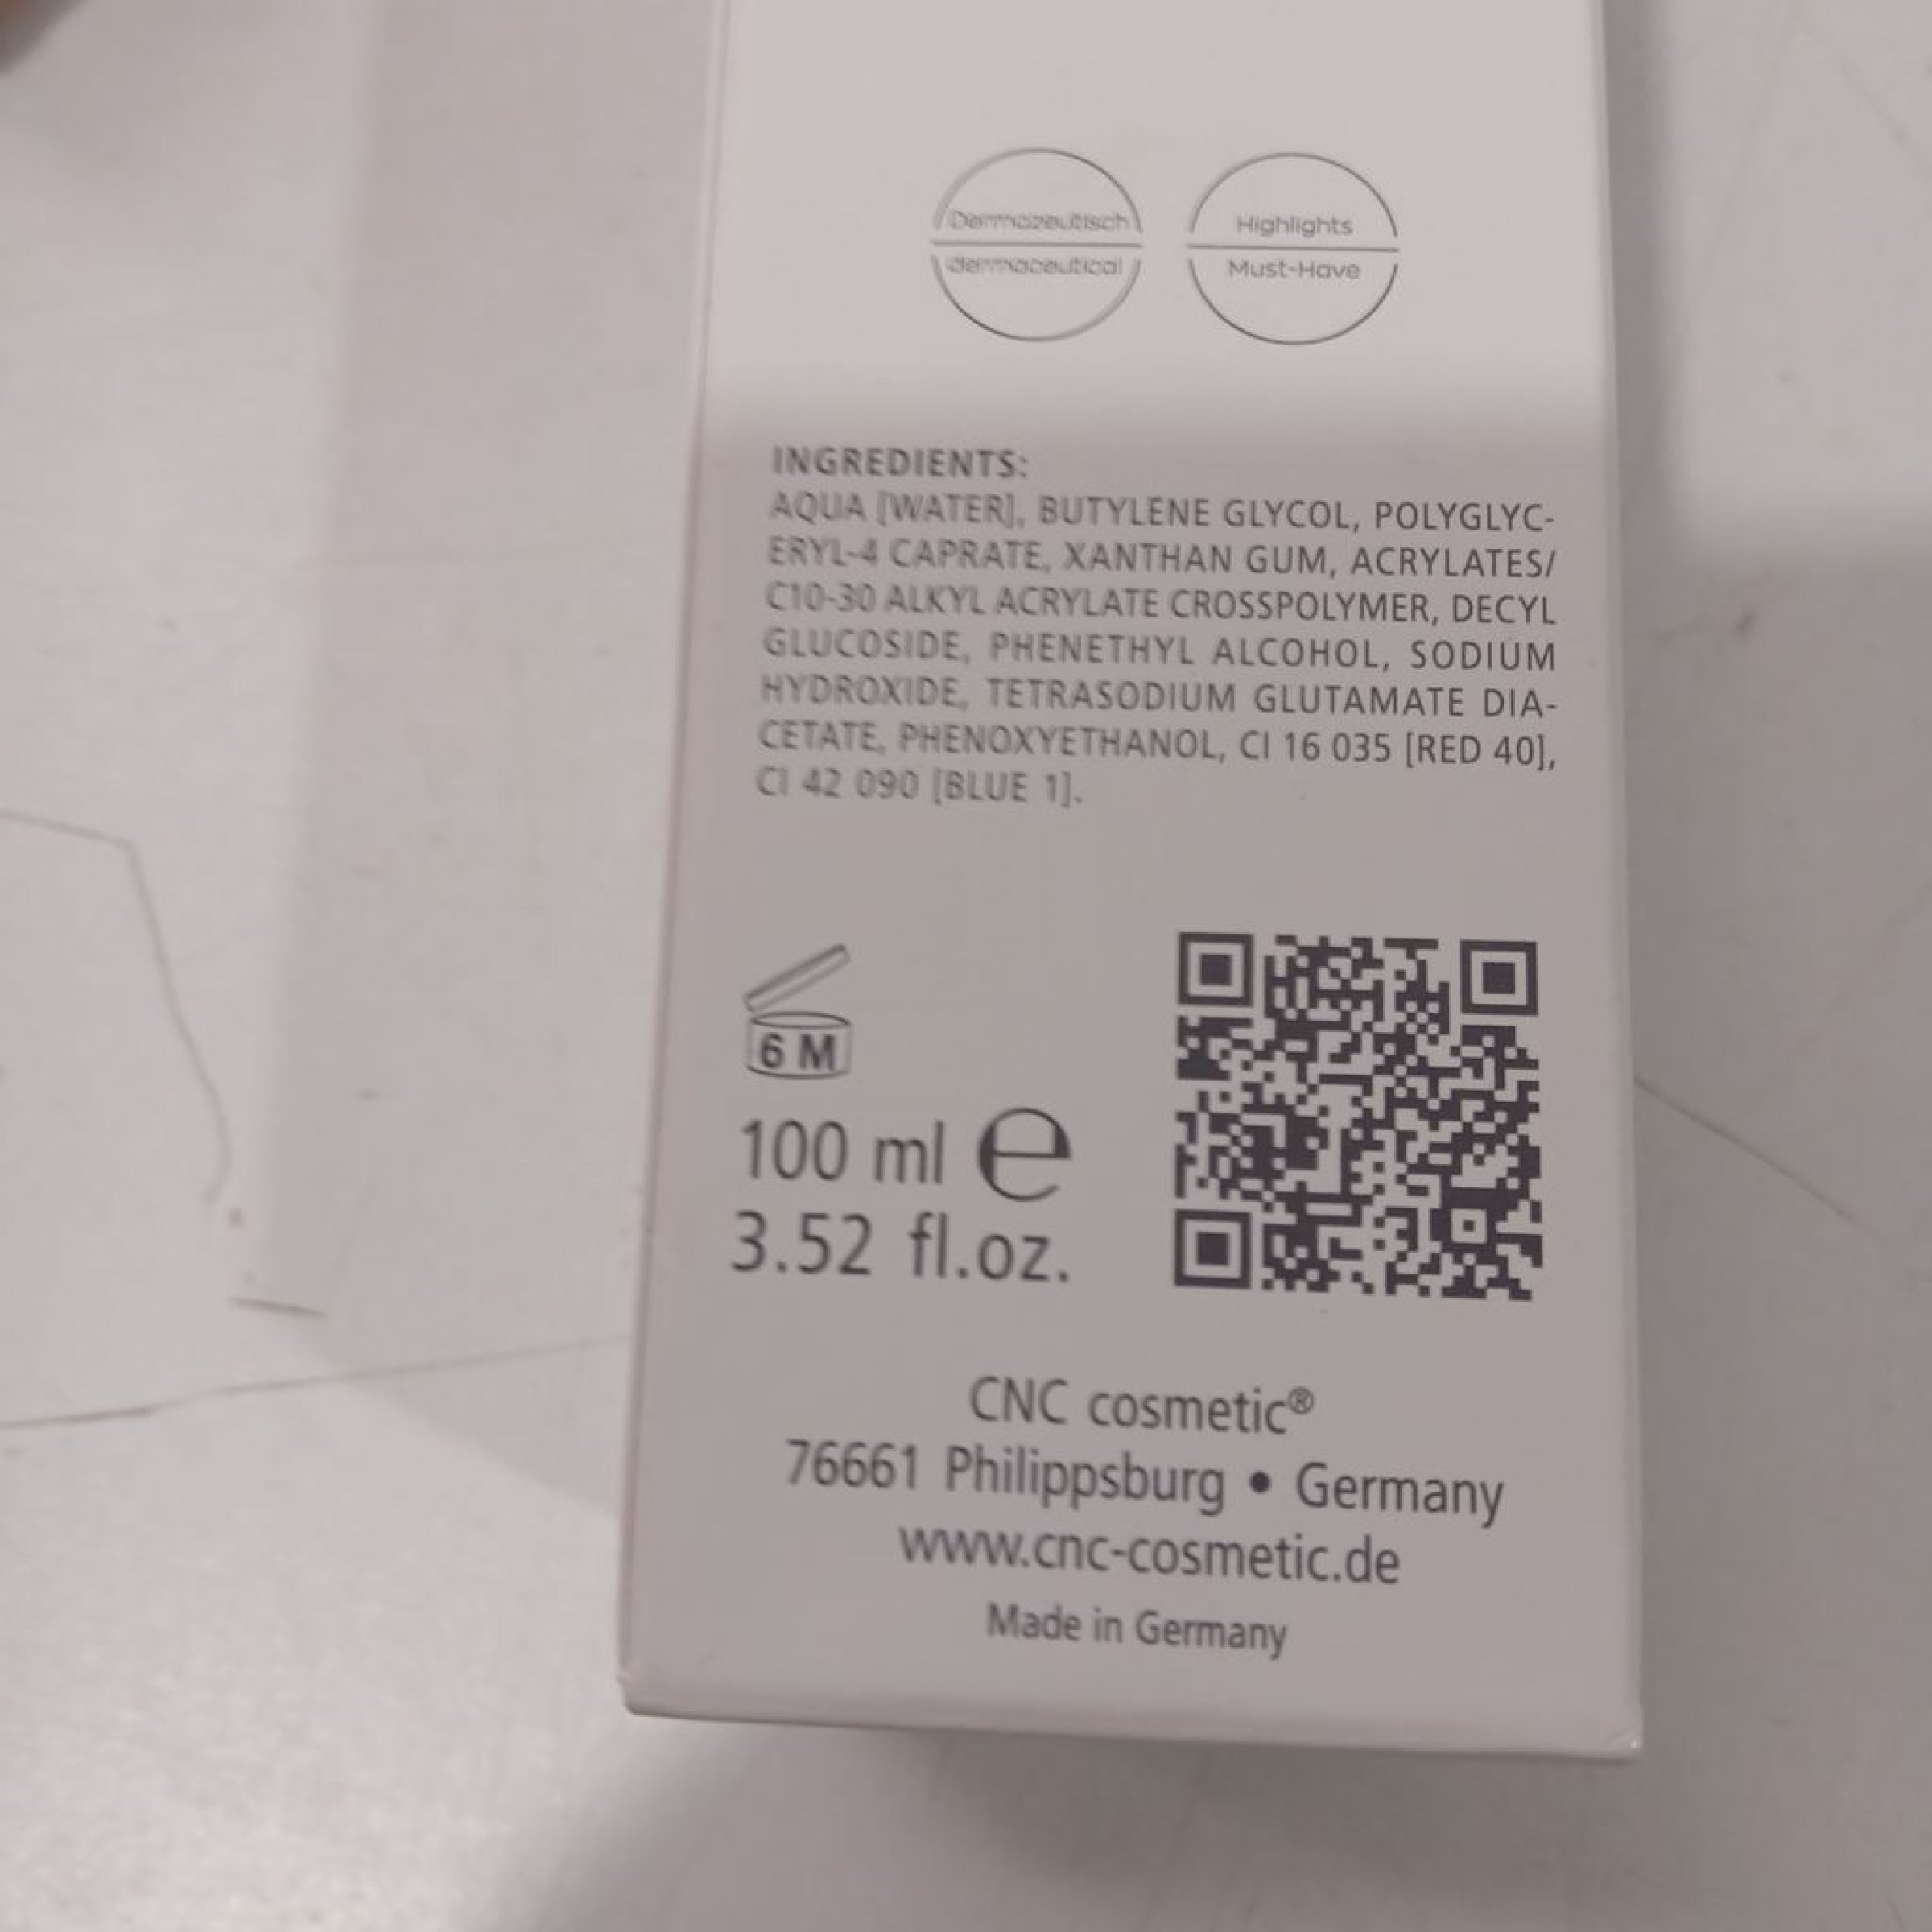 Dermazeutisch
dermaceutical
Highlights
Must-Have
INGREDIENTS:
AQUA [WATER], BUTYLENE GLYCOL, POLYGLYC-
ERYL-4 CAPRATE, XANTHAN GUM, ACRYLATES/
C10-30 ALKYL ACRYLATE CROSSPOLYMER, DECYL
GLUCOSIDE, PHENETHYL ALCOHOL, SODIUM
HYDROXIDE, TETRASODIUM GLUTAMATE DIA-
CETATE, PHENOXYETHANOL, CI 16 035 [RED 40],
CI 42 090 [BLUE 1].
6 M
100 ml e
3.52 fl.oz.
CNC cosmetic®
76661 Philippsburg • Germany
www.cnc-cosmetic.de
Made in Germany